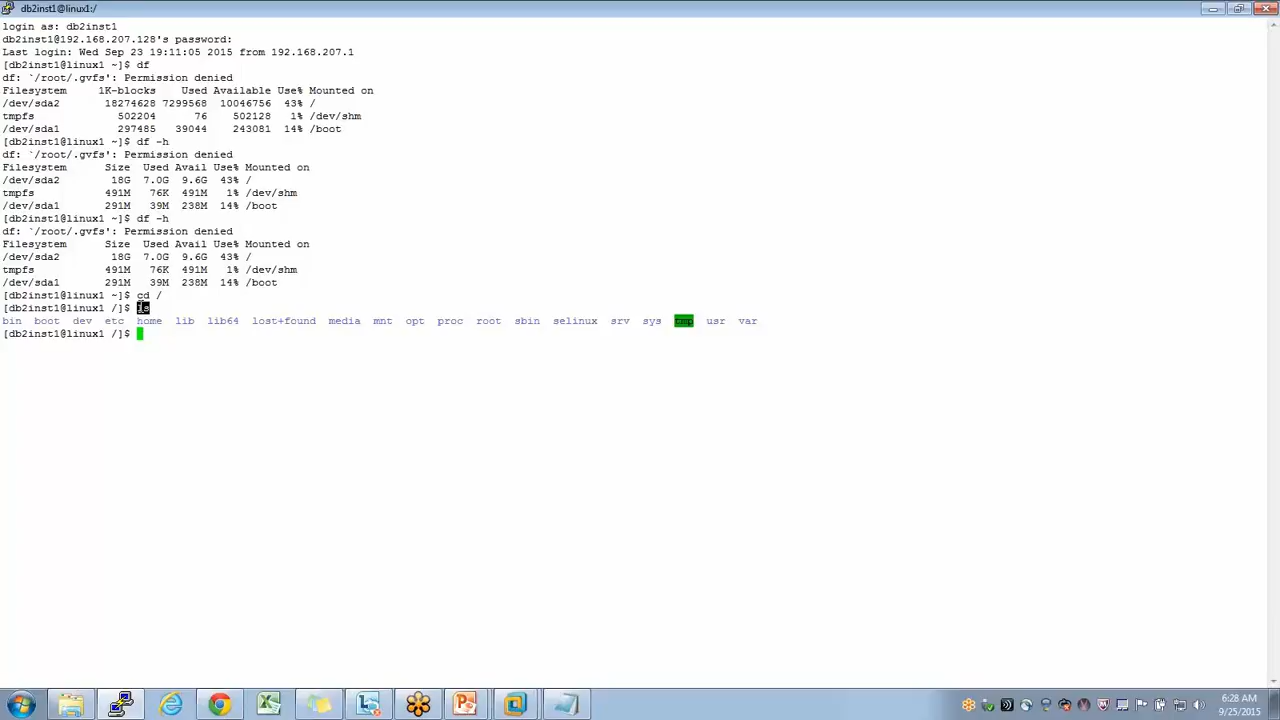 db2inst1@linux1:/
login as: db2inst1
db2inst1@192.168.207.128's password:
Last login: Wed Sep 23 19:11:05 2015 from 192.168.207.1
[db2inst1@linux1 ~]$ df
df: `/root/.gvfs': Permission denied
Filesystem     1K-blocks    Used Available Use% Mounted on
/dev/sda2       18274628 7299568  10046756  43% /
tmpfs             502204      76    502128   1% /dev/shm
/dev/sda1         297485   39044    243081  14% /boot
[db2inst1@linux1 ~]$ df -h
df: `/root/.gvfs': Permission denied
Filesystem      Size  Used Avail Use% Mounted on
/dev/sda2        18G  7.0G  9.6G  43% /
tmpfs           491M   76K  491M   1% /dev/shm
/dev/sda1       291M   39M  238M  14% /boot
[db2inst1@linux1 ~]$ df -h
df: `/root/.gvfs': Permission denied
Filesystem      Size  Used Avail Use% Mounted on
/dev/sda2        18G  7.0G  9.6G  43% /
tmpfs           491M   76K  491M   1% /dev/shm
/dev/sda1       291M   39M  238M  14% /boot
[db2inst1@linux1 ~]$ cd /
[db2inst1@linux1 /]$ ls
bin  boot  dev  etc  home  lib  lib64  lost+found  media  mnt  opt  proc  root  sbin  selinux  srv  sys  tmp  usr  var
[db2inst1@linux1 /]$
6:28 AM
9/25/2015